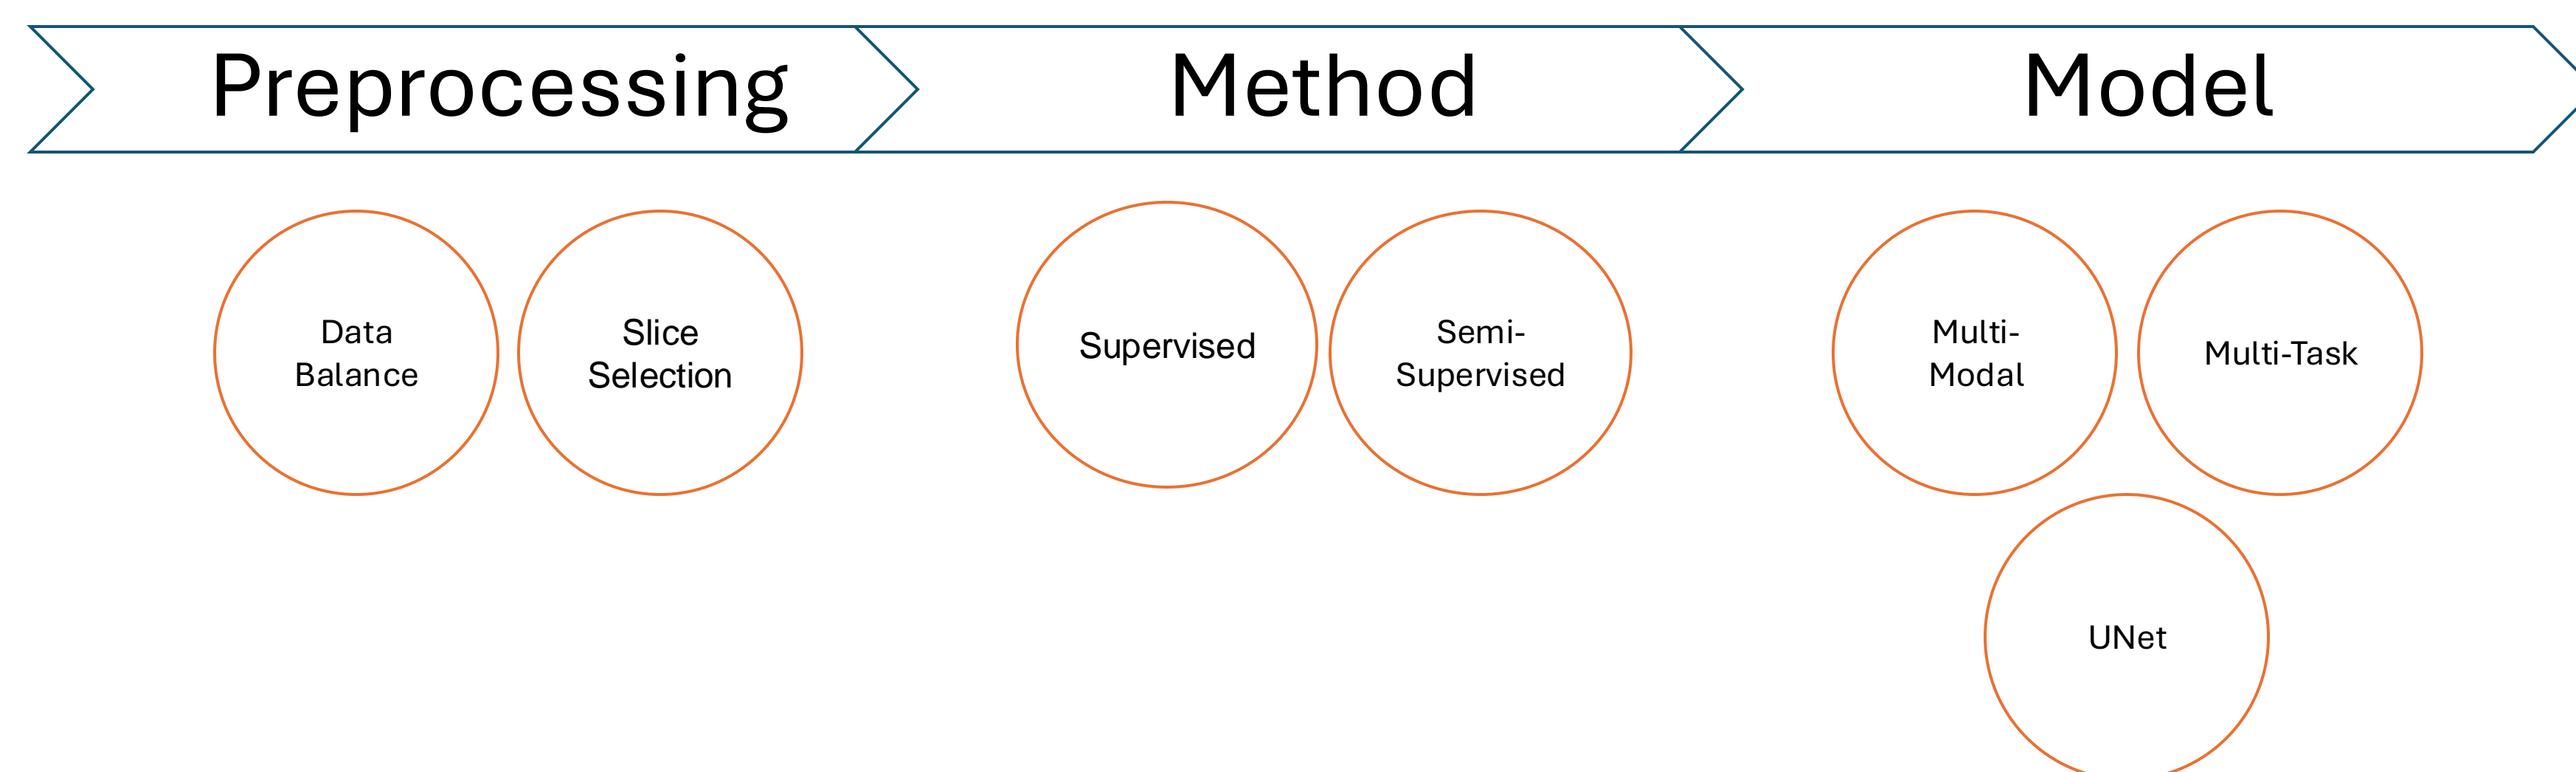 Preprocessing
Method
Model
Data
Balance
Slice
Selection
Supervised
Semi-
Supervised
Multi-
Modal
Multi-Task
UNet